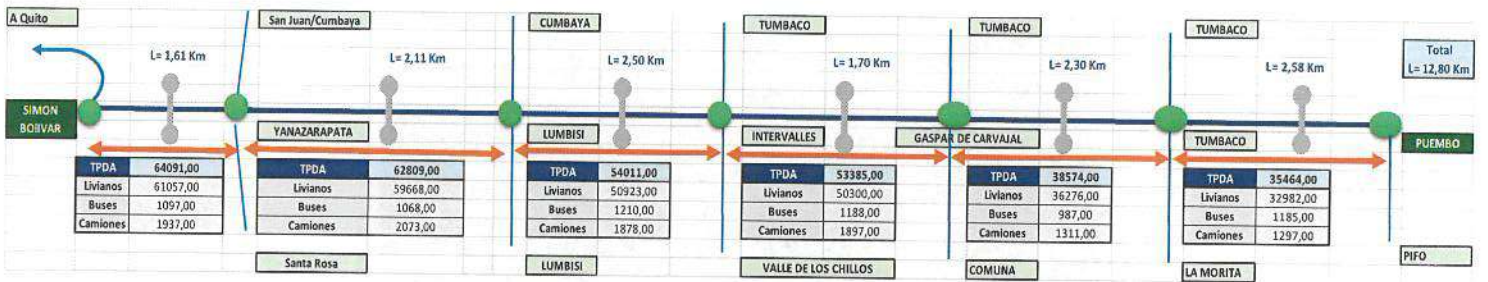 A Quito
San Juan/Cumbaya
CUMBAYA
TUMBACO
TUMBACO
TUMBACO
L= 1,61 Km
L= 2,11 Km
L= 2,50 Km
L= 1,70 Km
L= 2,30 Km
L= 2,58 Km
Total
L= 12,80 Km
SIMON
BOLIVAR
YANAZARAPATA
LUMBISI
INTERVALLES
GASPAR DE CARVAJAL
TUMBACO
PUEMBO
TPDA 64091,00
Livianos 61057,00
Buses 1097,00
Camiones 1937,00
TPDA 62809,00
Livianos 59668,00
Buses 1068,00
Camiones 2073,00
TPDA 54011,00
Livianos 50923,00
Buses 1210,00
Camiones 1878,00
TPDA 53385,00
Livianos 50300,00
Buses 1188,00
Camiones 1897,00
TPDA 38574,00
Livianos 36276,00
Buses 987,00
Camiones 1311,00
TPDA 35464,00
Livianos 32982,00
Buses 1185,00
Camiones 1297,00
Santa Rosa
LUMBISI
VALLE DE LOS CHILLOS
COMUNA
LA MORITA
PIFO